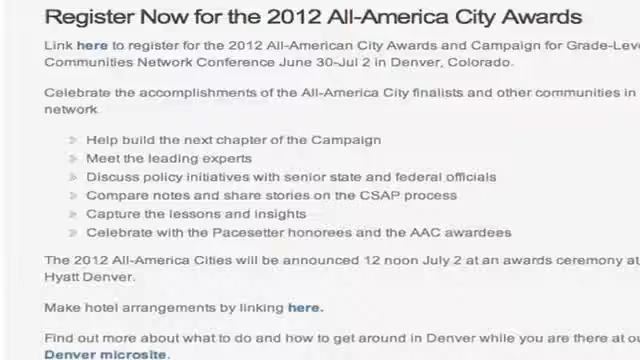 Register Now for the 2012 All-America City Awards
Link here to register for the 2012 All-American City Awards and Campaign for
Communities Network Conference June 30-Jul 2 in Denver, Colorado.
Celebrate the accomplishments of the All-America City finalists and other communities in
network
Help build the next chapter of the Campaign
Meet the leading experts
Discuss policy initiatives with senior state and federal officials
Compare notes and share stories on the CSAP process
Capture the lessons and insights
Celebrate with the Pacesetter honorees and the AAC awardees
The 2012 All-America Cities will be announced 12 noon July 2 at an awards ceremony at
Hyatt Denver.
Make hotel arrangements by linking here.
Find out more about what to do and how to get around in Denver while you are there at
Denver microsite.